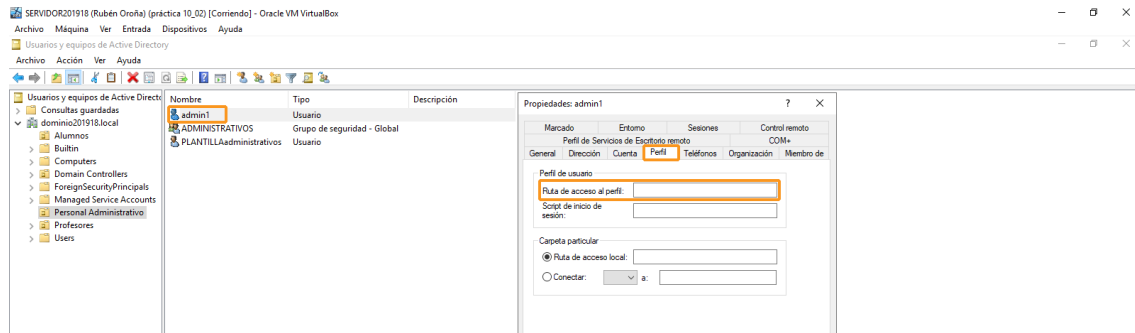 SERVIDOR201918 (Rubén Oroña) (práctica 10_02) [Corriendo] - Oracle VM VirtualBox
Archivo Máquina Ver Entrada Dispositivos Ayuda
Usuarios y equipos de Active Directory
Archivo Acción Ver Ayuda
Usuarios y equipos de Active Directo
Consultas guardadas
dominio201918.local
Alumnos
Builtin
Computers
Domain Controllers
ForeignSecurityPrincipals
Managed Service Accounts
Personal Administrativo
Profesores
Users
Nombre Tipo Descripción
admin1 Usuario
ADMINISTRATIVOS Grupo de seguridad - Global
PLANTILLAadministrativos Usuario
Propiedades: admin1 ? X
Marcado Entorno Sesiones Control remoto
Perfil de Servicios de Escritorio remoto COM+
General Dirección Cuenta Perfil Teléfonos Organización Miembro de
Perfil de usuario
Ruta de acceso al perfil:
Script de inicio de
sesión:
Carpeta particular
Ruta de acceso local:
Conectar: a: